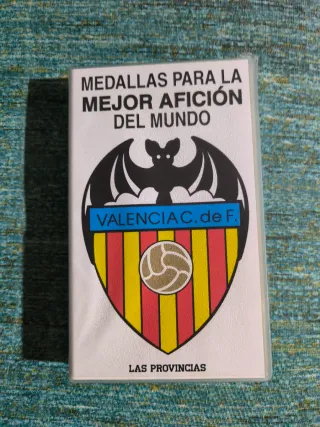 MEDALLAS PARA LA
MEJOR AFICIÓN
DEL MUNDO
VALENCIA C. de F.
LAS PROVINCIAS